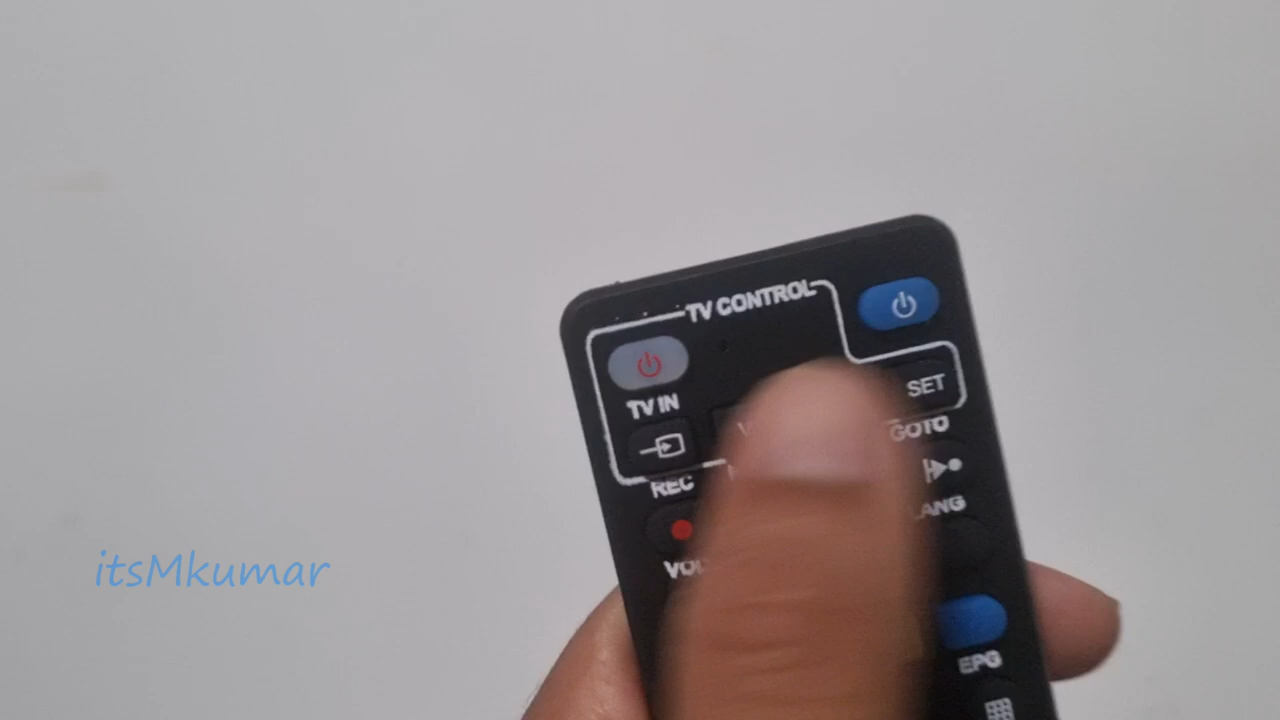 TV CONTROL
TV IN
SET
GOTO
REC
LANG
EPG
itsMkumar